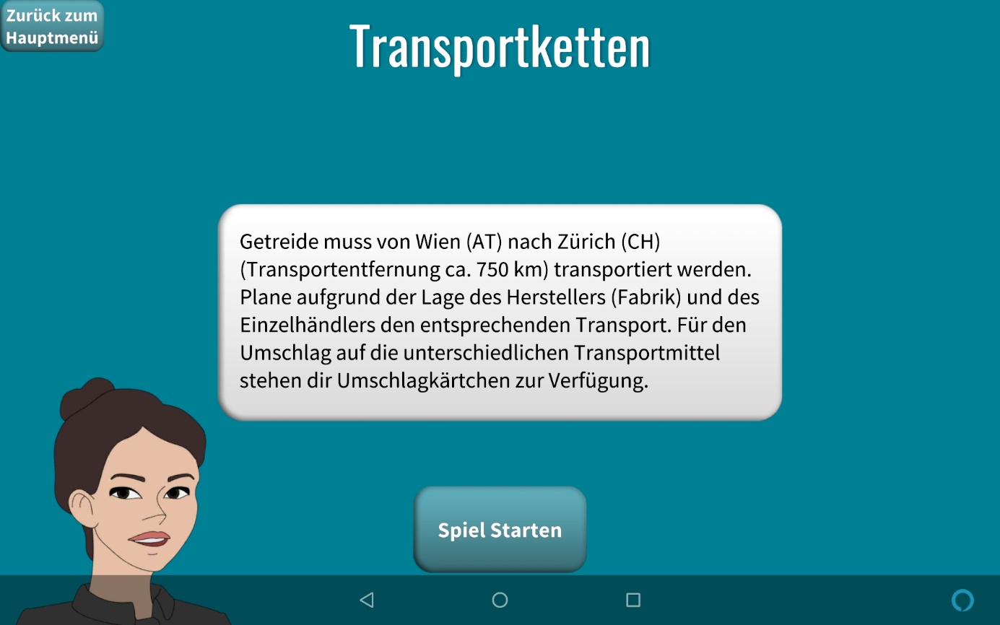 Zurück zum
Hauptmenü
Transportketten
Getreide muss von Wien (AT) nach Zürich (CH)
(Transportentfernung ca. 750 km) transportiert werden.
Plane aufgrund der Lage des Herstellers (Fabrik) und des
Einzelhändlers den entsprechenden Transport. Für den
Umschlag auf die unterschiedlichen Transportmittel
stehen dir Umschlagkärtchen zur Verfügung.
Spiel Starten